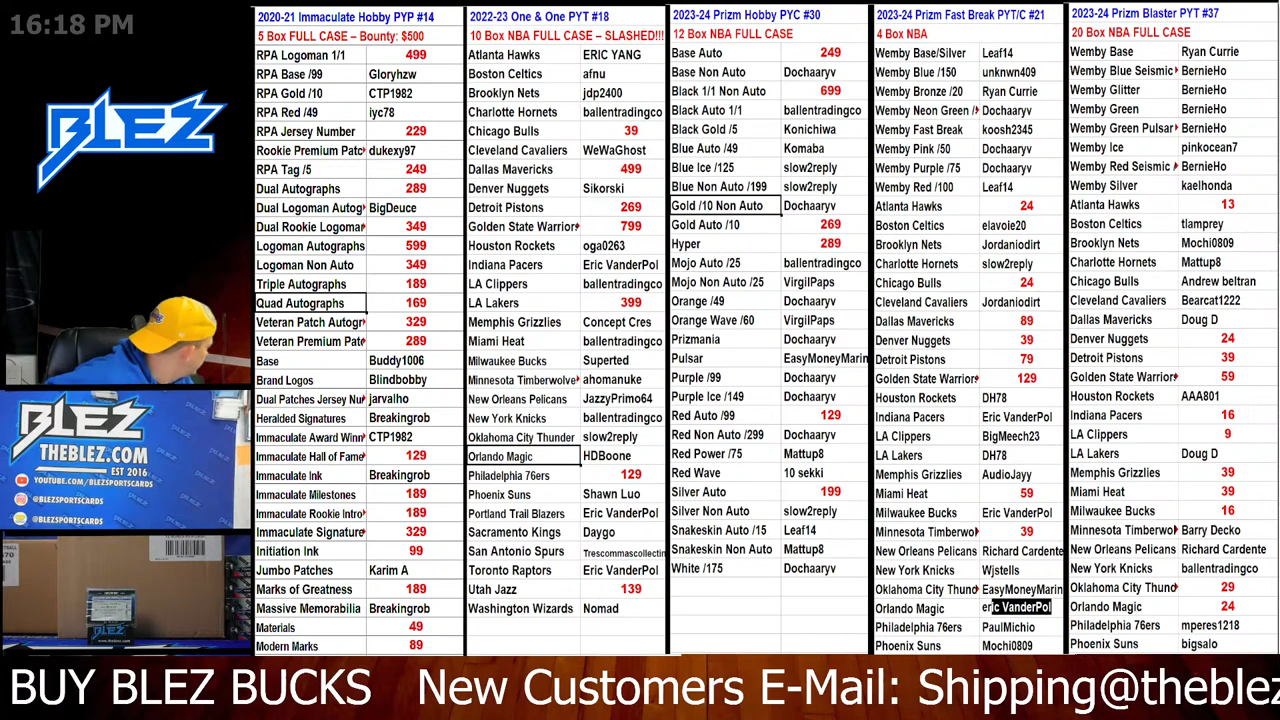 16:18 PM
BLEZ
BLEZ
THEBLEZ.COM
EST 2016
YOUTUBE.COM/BLEZSPORTSCARDS
@BLEZSPORTSCARDS
@BLEZSPORTSCARDS
BLEZ
2020-21 Immaculate Hobby PYP #14
5 Box FULL CASE – Bounty: $500
RPA Logoman 1/1 499
RPA Base /99 Gloryhzw
RPA Gold /10 CTP1982
RPA Red /49 iyc78
RPA Jersey Number 229
Rookie Premium Patc dukexy97
RPA Tag /5 249
Dual Autographs 289
Dual Logoman Autog BigDeuce
Dual Rookie Logoma 349
Logoman Autographs 599
Logoman Non Auto 349
Triple Autographs 189
Quad Autographs 169
Veteran Patch Autogr 329
Veteran Premium Pat 289
Base Buddy1006
Brand Logos Blindbobby
Dual Patches Jersey Nu jarvalho
Heralded Signatures Breakingrob
Immaculate Award Winn CTP1982
Immaculate Hall of Fame 129
Immaculate Ink Breakingrob
Immaculate Milestones 189
Immaculate Rookie Intro 189
Immaculate Signature 329
Initiation Ink 99
Jumbo Patches Karim A
Marks of Greatness 189
Massive Memorabilia Breakingrob
Materials 49
Modern Marks 89
2022-23 One & One PYT #18
10 Box NBA FULL CASE – SLASHED!!!
Atlanta Hawks ERIC YANG
Boston Celtics afnu
Brooklyn Nets jdp2400
Charlotte Hornets ballentradingco
Chicago Bulls 39
Cleveland Cavaliers WeWaGhost
Dallas Mavericks 499
Denver Nuggets Sikorski
Detroit Pistons 269
Golden State Warrior 799
Houston Rockets oga0263
Indiana Pacers Eric VanderPol
LA Clippers ballentradingco
LA Lakers 399
Memphis Grizzlies Concept Cres
Miami Heat ballentradingco
Milwaukee Bucks Superted
Minnesota Timberwolve ahomanuke
New Orleans Pelicans JazzyPrimo64
New York Knicks ballentradingco
Oklahoma City Thunder slow2reply
Orlando Magic HDBoone
Philadelphia 76ers 129
Phoenix Suns Shawn Luo
Portland Trail Blazers Eric VanderPol
Sacramento Kings Daygo
San Antonio Spurs Trescommascollectin
Toronto Raptors Eric VanderPol
Utah Jazz 139
Washington Wizards Nomad
2023-24 Prizm Hobby PYC #30
12 Box NBA FULL CASE
Base Auto 249
Base Non Auto Dochaaryv
Black 1/1 Non Auto 699
Black Auto 1/1 ballentradingco
Black Gold /5 Konichiwa
Blue Auto /49 Komaba
Blue Ice /125 slow2reply
Blue Non Auto /199 slow2reply
Gold /10 Non Auto Dochaaryv
Gold Auto /10 269
Hyper 289
Mojo Auto /25 ballentradingco
Mojo Non Auto /25 VirgilPaps
Orange /49 Dochaaryv
Orange Wave /60 VirgilPaps
Prizmania Dochaaryv
Pulsar EasyMoneyMarin
Purple /99 Dochaaryv
Purple Ice /149 Dochaaryv
Red Auto /99 129
Red Non Auto /299 Dochaaryv
Red Power /75 Mattup8
Red Wave 10 sekki
Silver Auto 199
Silver Non Auto slow2reply
Snakeskin Auto /15 Leaf14
Snakeskin Non Auto Mattup8
White /175 Dochaaryv
2023-24 Prizm Fast Break PYT/C #21
4 Box NBA
Wemby Base/Silver Leaf14
Wemby Blue /150 unknwn409
Wemby Bronze /20 Ryan Currie
Wemby Neon Green / Dochaaryv
Wemby Fast Break koosh2345
Wemby Pink /50 Dochaaryv
Wemby Purple /75 Dochaaryv
Wemby Red /100 Leaf14
Atlanta Hawks 24
Boston Celtics elavoie20
Brooklyn Nets Jordaniodirt
Charlotte Hornets slow2reply
Chicago Bulls 24
Cleveland Cavaliers Jordaniodirt
Dallas Mavericks 89
Denver Nuggets 39
Detroit Pistons 79
Golden State Warrior 129
Houston Rockets DH78
Indiana Pacers Eric VanderPol
LA Clippers BigMeech23
LA Lakers DH78
Memphis Grizzlies AudioJayy
Miami Heat 59
Milwaukee Bucks Eric VanderPol
Minnesota Timberwo 39
New Orleans Pelicans Richard Cardente
New York Knicks Wjstells
Oklahoma City Thun EasyMoneyMarin
Orlando Magic eric VanderPol
Philadelphia 76ers PaulMichio
Phoenix Suns Mochi0809
2023-24 Prizm Blaster PYT #37
20 Box NBA FULL CASE
Wemby Base Ryan Currie
Wemby Blue Seismic BernieHo
Wemby Glitter BernieHo
Wemby Green BernieHo
Wemby Green Pulsar BernieHo
Wemby Ice pinkocean7
Wemby Red Seismic BernieHo
Wemby Silver kaelhonda
Atlanta Hawks 13
Boston Celtics tlamprey
Brooklyn Nets Mochi0809
Charlotte Hornets Mattup8
Chicago Bulls Andrew beltran
Cleveland Cavaliers Bearcat1222
Dallas Mavericks Doug D
Denver Nuggets 24
Detroit Pistons 39
Golden State Warrior 59
Houston Rockets AAA801
Indiana Pacers 16
LA Clippers 9
LA Lakers Doug D
Memphis Grizzlies 39
Miami Heat 39
Milwaukee Bucks 16
Minnesota Timberwo Barry Decko
New Orleans Pelicans Richard Cardente
New York Knicks ballentradingco
Oklahoma City Thun 29
Orlando Magic 24
Philadelphia 76ers mperes1218
Phoenix Suns bigsalo
BUY BLEZ BUCKS New Customers E-Mail: Shipping@theblez